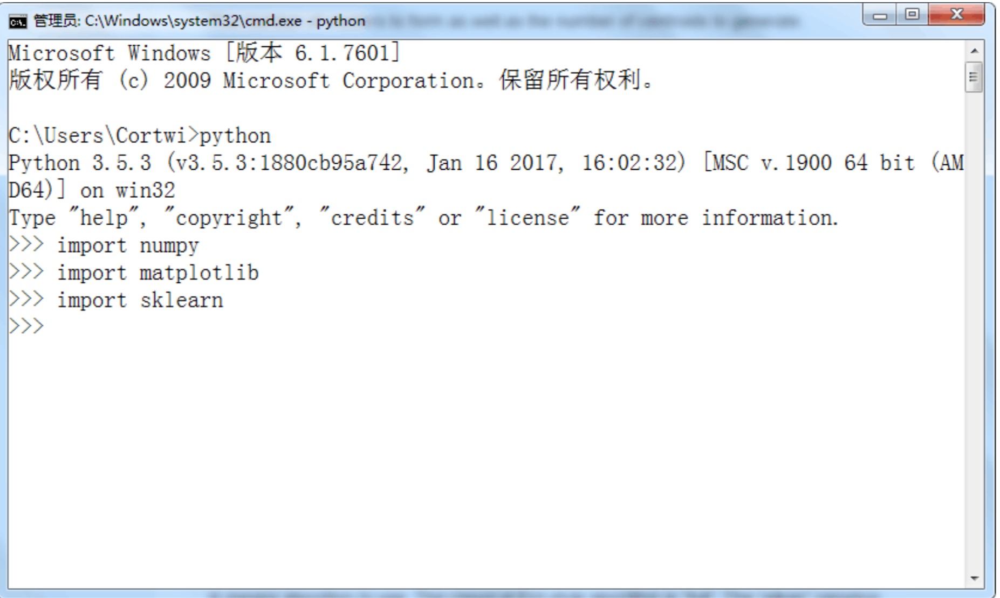 管理员: C:\Windows\system32\cmd.exe - python
Microsoft Windows [版本 6.1.7601]
版权所有 (c) 2009 Microsoft Corporation。保留所有权利。
C:\Users\Cortwi>python
Python 3.5.3 (v3.5.3:1880cb95a742, Jan 16 2017, 16:02:32) [MSC v.1900 64 bit (AM
D64)] on win32
Type "help", "copyright", "credits" or "license" for more information.
>>> import numpy
>>> import matplotlib
>>> import sklearn
>>>